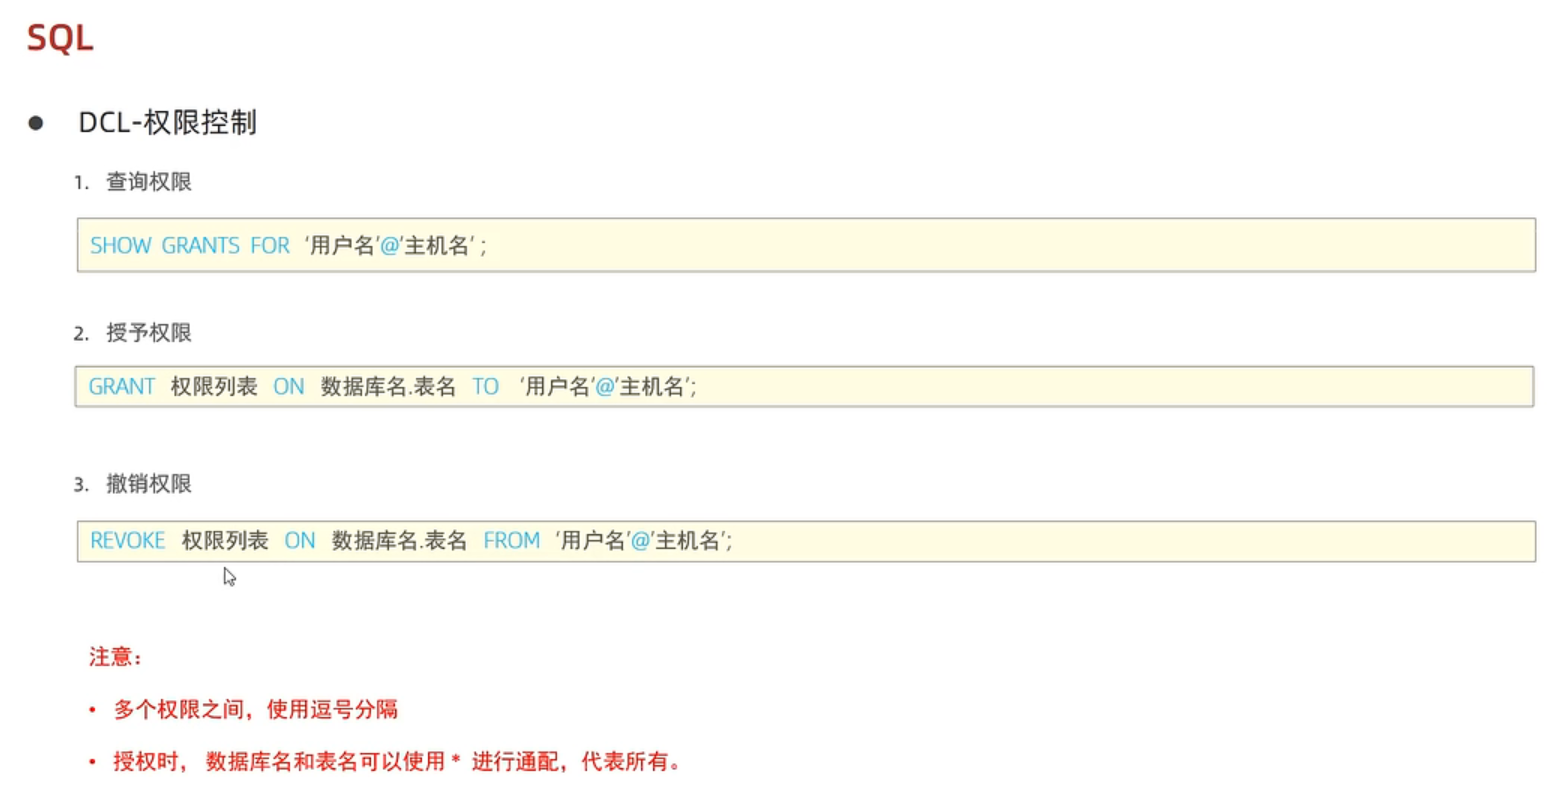 SQL
● DCL-权限控制
1. 查询权限
SHOW GRANTS FOR '用户名'@'主机名' ;
2. 授予权限
GRANT 权限列表 ON 数据库名.表名 TO '用户名'@'主机名';
3. 撤销权限
REVOKE 权限列表 ON 数据库名.表名 FROM '用户名'@'主机名';
注意：
• 多个权限之间，使用逗号分隔
• 授权时， 数据库名和表名可以使用 * 进行通配，代表所有。